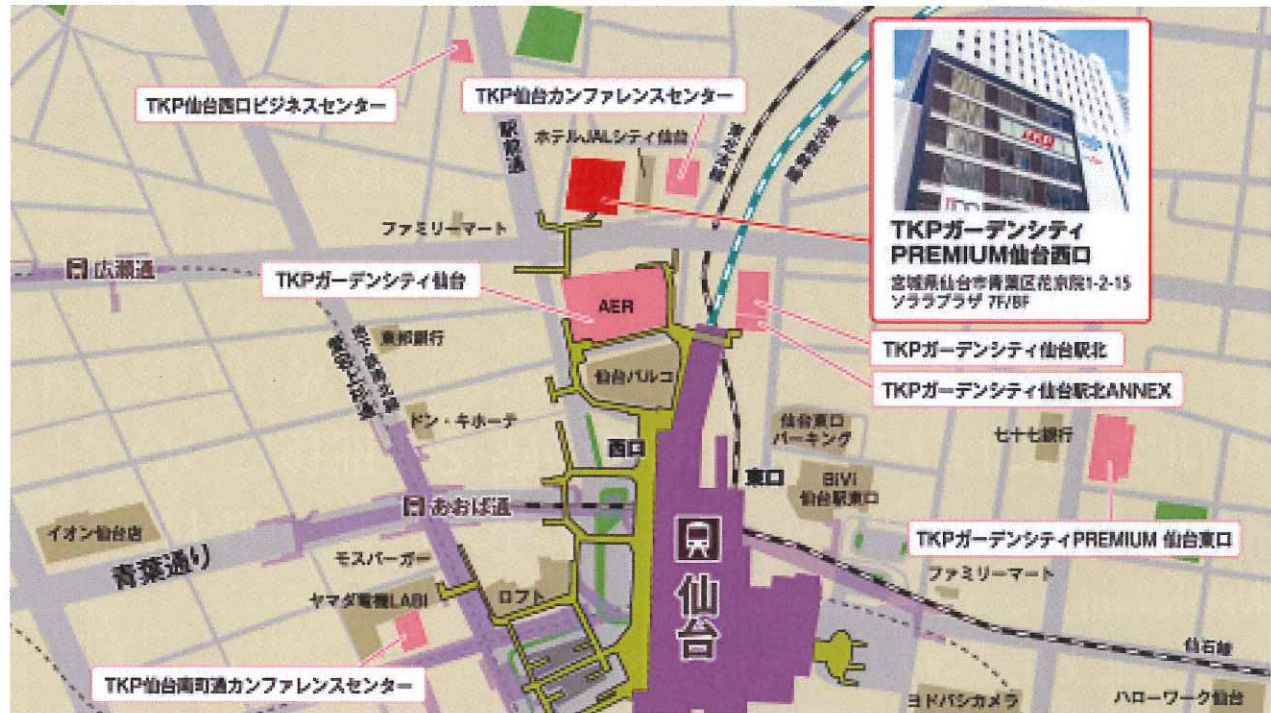 TKP仙台西口ビジネスセンター
TKP仙台カンファレンスセンター
駅前通
ホテルJALシティ仙台
東北本線
東北新幹線
TKPガーデンシティ
PREMIUM仙台西口
宮城県仙台市青葉区花京院1-2-15
ソララプラザ 7F/8F
ファミリーマート
広瀬通
TKPガーデンシティ仙台
AER
東邦銀行
仙台パルコ
TKPガーデンシティ仙台駅北
TKPガーデンシティ仙台駅北ANNEX
ドン・キホーテ
西口
東口
仙台東口
パーキング
BiVi
仙台駅東口
七十七銀行
あおば通
イオン仙台店
青葉通り
モスバーガー
ヤマダ電機LABI
ロフト
仙台
TKPガーデンシティPREMIUM 仙台東口
ファミリーマート
仙石線
TKP仙台南町通カンファレンスセンター
ヨドバシカメラ
ハローワーク仙台